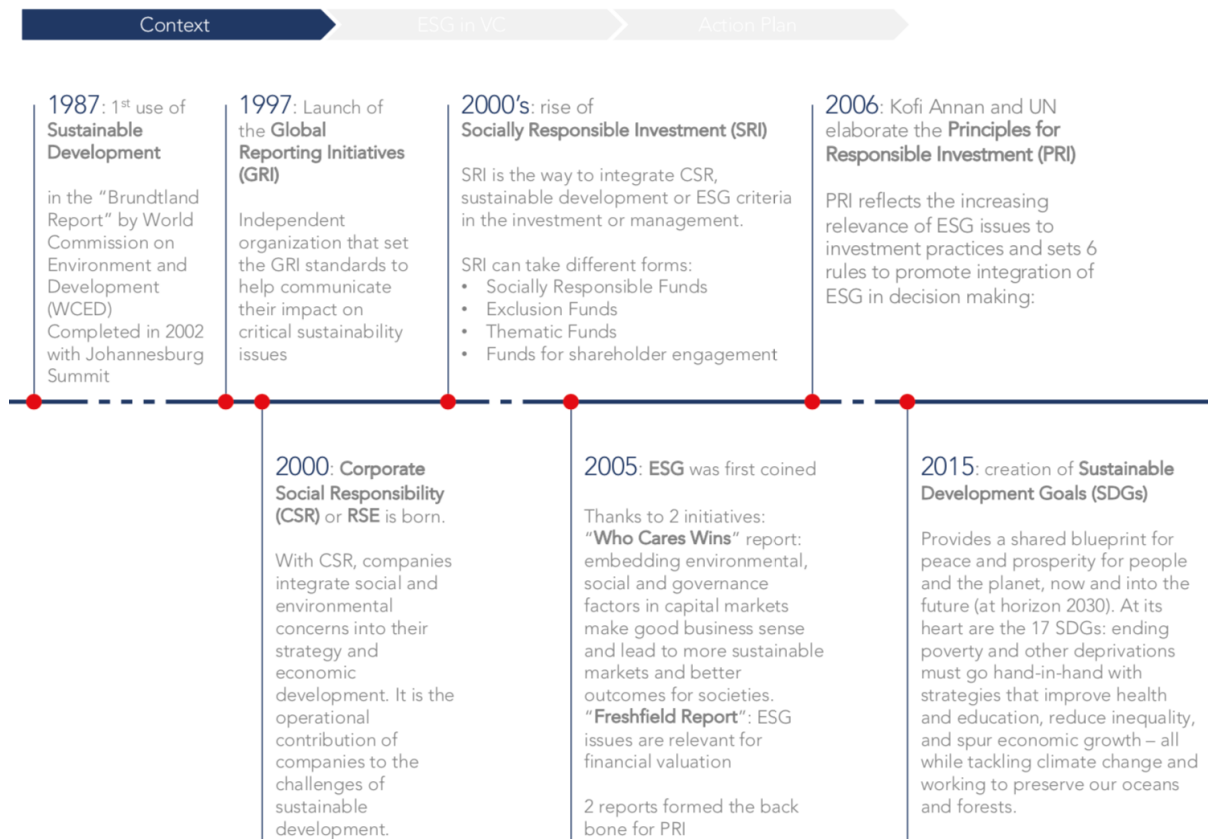 Context
ESG in VC
Action Plan
1987: 1st use of
Sustainable
Development
in the “Brundtland
Report” by World
Commission on
Environment and
Development
(WCED)
Completed in 2002
with Johannesburg
Summit
1997: Launch of
the Global
Reporting Initiatives
(GRI)
Independent
organization that set
the GRI standards to
help communicate
their impact on
critical sustainability
issues
2000's: rise of
Socially Responsible Investment (SRI)
SRI is the way to integrate CSR,
sustainable development or ESG criteria
in the investment or management.
SRI can take different forms:
• Socially Responsible Funds
• Exclusion Funds
• Thematic Funds
• Funds for shareholder engagement
2006: Kofi Annan and UN
elaborate the Principles for
Responsible Investment (PRI)
PRI reflects the increasing
relevance of ESG issues to
investment practices and sets 6
rules to promote integration of
ESG in decision making:
2000: Corporate
Social Responsibility
(CSR) or RSE is born.
With CSR, companies
integrate social and
environmental
concerns into their
strategy and
economic
development. It is the
operational
contribution of
companies to the
challenges of
sustainable
development.
2005: ESG was first coined
Thanks to 2 initiatives:
“Who Cares Wins” report:
embedding environmental,
social and governance
factors in capital markets
make good business sense
and lead to more sustainable
markets and better
outcomes for societies.
“Freshfield Report”: ESG
issues are relevant for
financial valuation
2 reports formed the back
bone for PRI
2015: creation of Sustainable
Development Goals (SDGs)
Provides a shared blueprint for
peace and prosperity for people
and the planet, now and into the
future (at horizon 2030). At its
heart are the 17 SDGs: ending
poverty and other deprivations
must go hand-in-hand with
strategies that improve health
and education, reduce inequality,
and spur economic growth – all
while tackling climate change and
working to preserve our oceans
and forests.